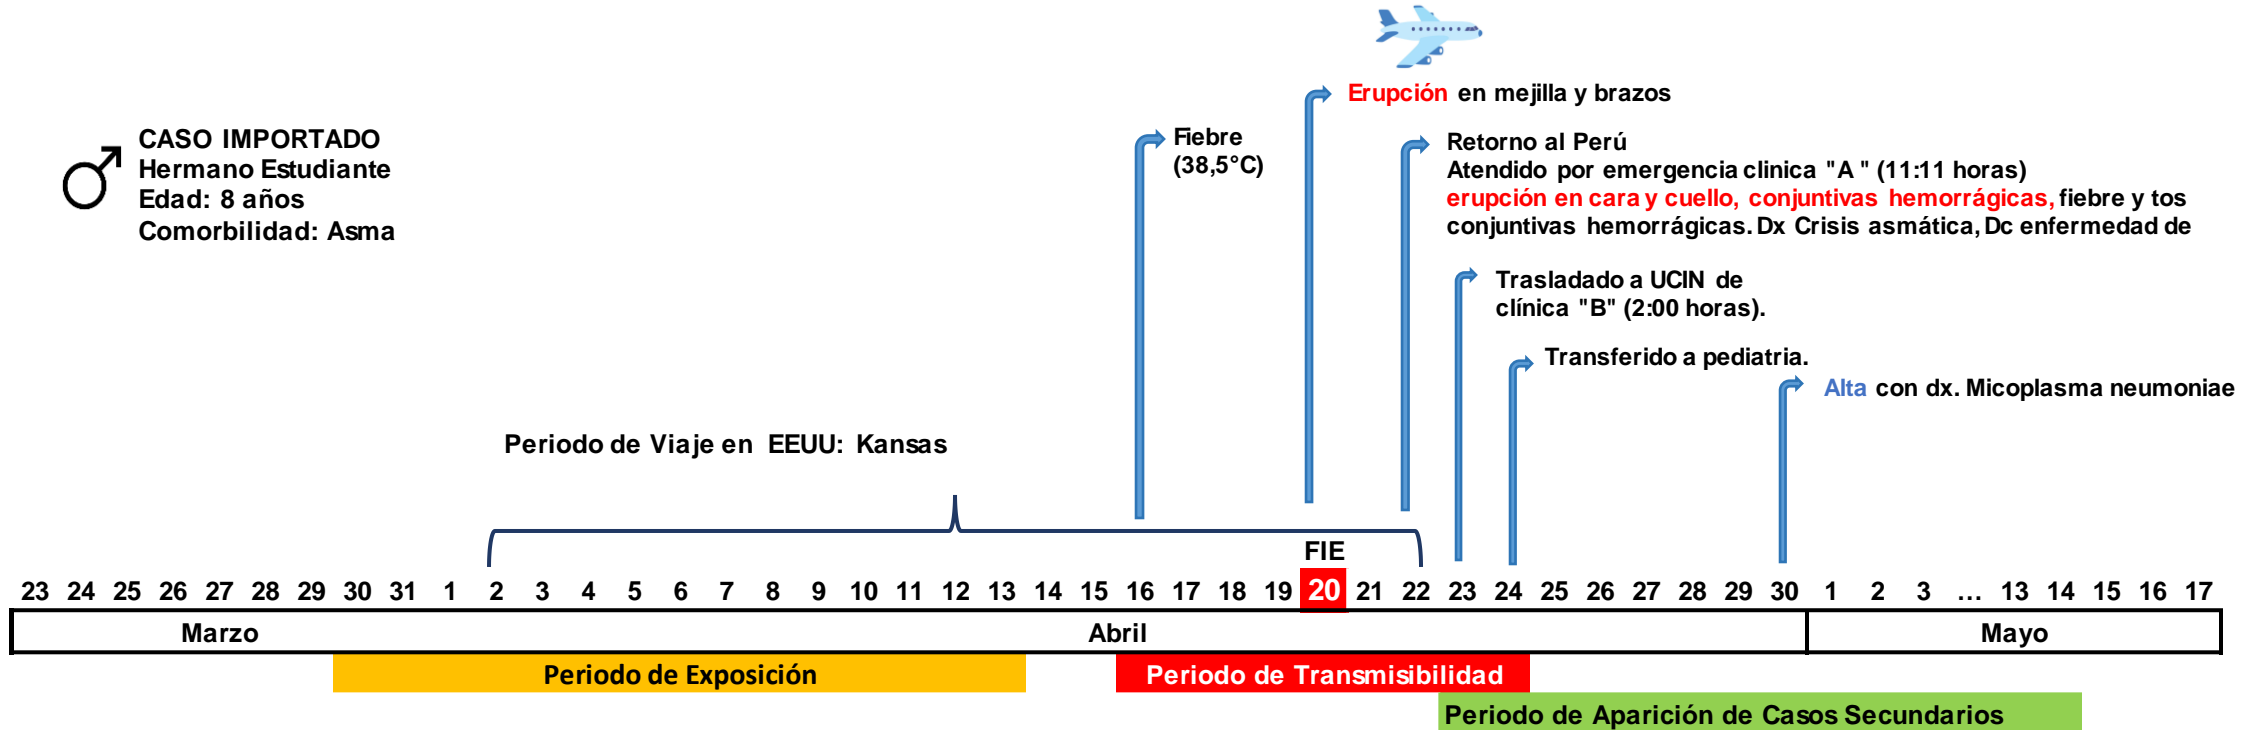 Erupción en mejilla y brazos
CASO IMPORTADO
Hermano Estudiante
Edad: 8 años
Comorbilidad: Asma
Fiebre
(38,5°C)
Retorno al Perú
Atendido por emergencia clinica "A " (11:11 horas)
erupción en cara y cuello, conjuntivas hemorrágicas, fiebre y tos
conjuntivas hemorrágicas. Dx Crisis asmática, Dc enfermedad de
Trasladado a UCIN de
clínica "B" (2:00 horas).
Transferido a pediatria.
Alta con dx. Micoplasma neumoniae
Periodo de Viaje en EEUU: Kansas
FIE
23 24 25 26 27 28 29 30 31 1 2 3 4 5 6 7 8 9 10 11 12 13 14 15 16 17 18 19 20 21 22 23 24 25 26 27 28 29 30 1 2 3 … 13 14 15 16 17
Marzo Abril Mayo
Periodo de Exposición Periodo de Transmisibilidad
Periodo de Aparición de Casos Secundarios